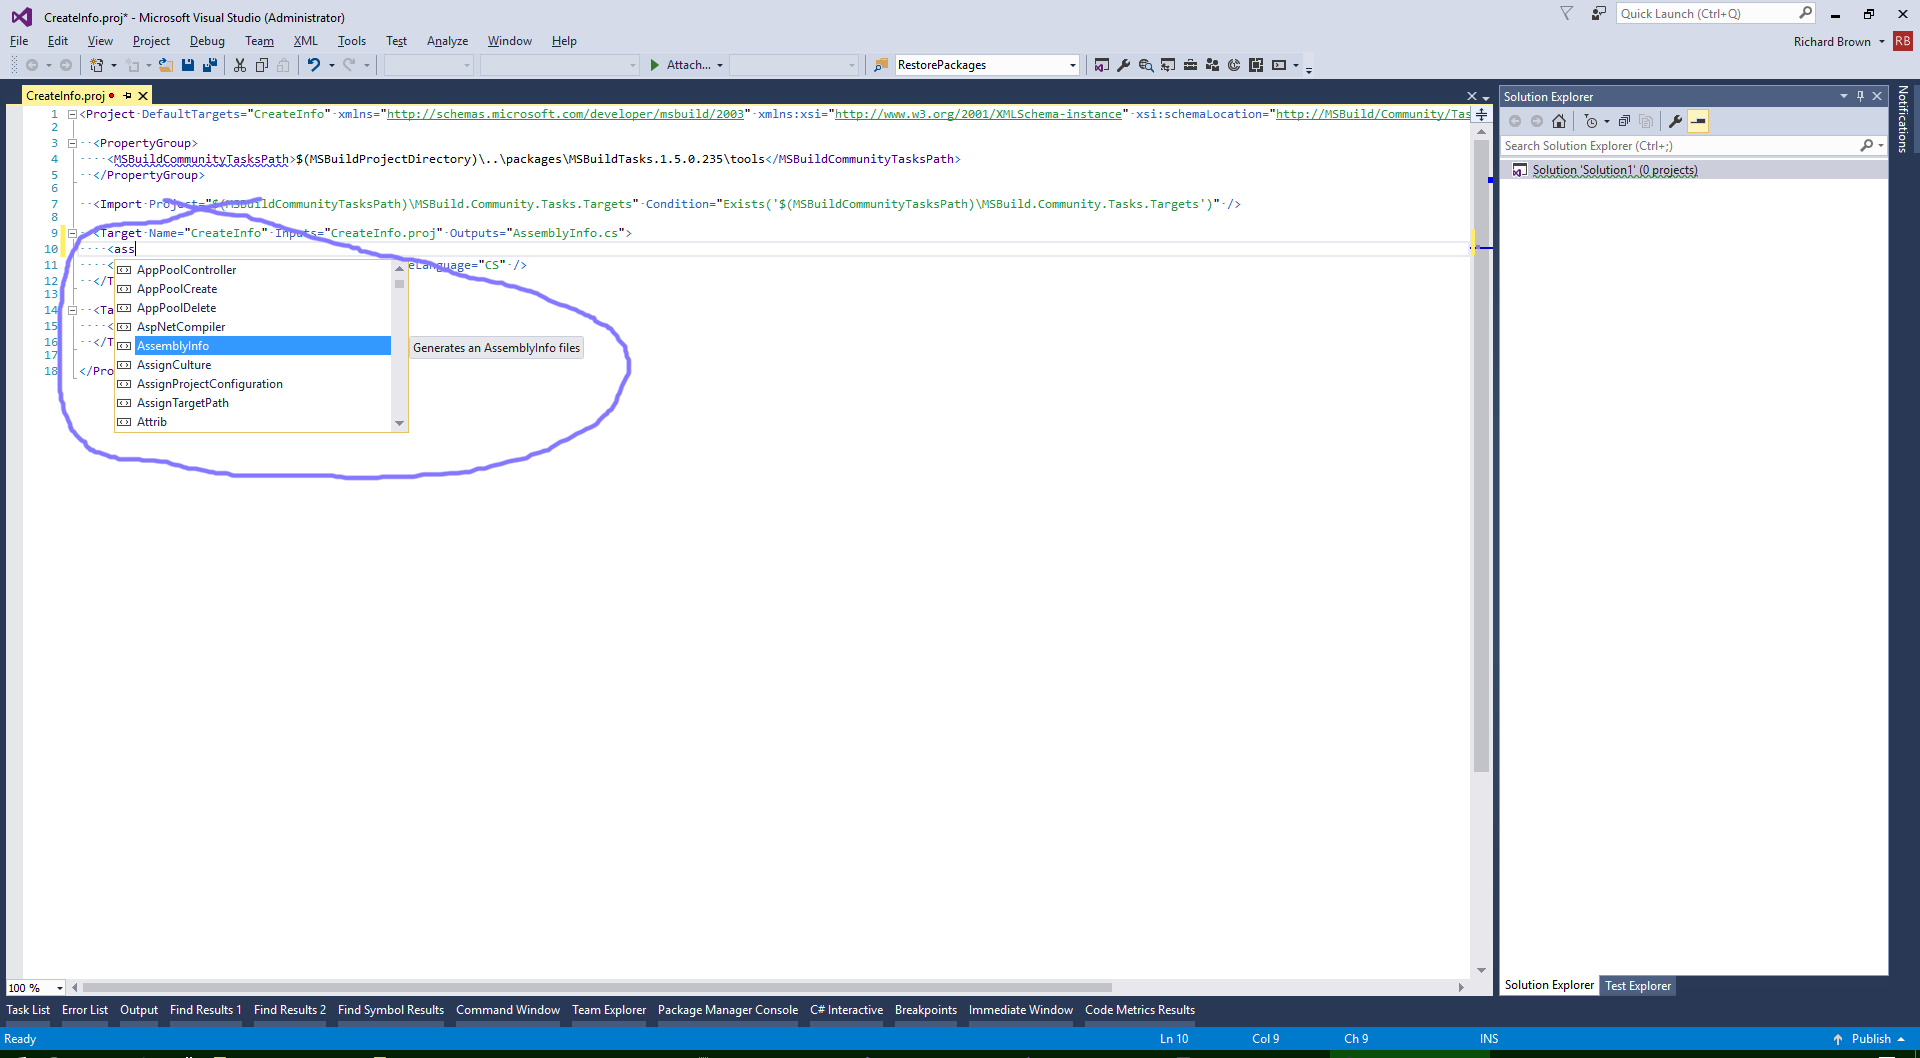 CreateInfo.proj* - Microsoft Visual Studio (Administrator)
Quick Launch (Ctrl+Q)
File Edit View Project Debug Team XML Tools Test Analyze Window Help
Richard Brown RB
Attach... RestorePackages
CreateInfo.proj
1 <Project DefaultTargets="CreateInfo" xmlns="http://schemas.microsoft.com/developer/msbuild/2003" xmlns:xsi="http://www.w3.org/2001/XMLSchema-instance" xsi:schemaLocation="http://MSBuild/Community/Tas
2
3 <PropertyGroup>
4 <MSBuildCommunityTasksPath>$(MSBuildProjectDirectory)\..\packages\MSBuildTasks.1.5.0.235\tools</MSBuildCommunityTasksPath>
5 </PropertyGroup>
6
7 <Import Project="$(MSBuildCommunityTasksPath)\MSBuild.Community.Tasks.Targets" Condition="Exists('$(MSBuildCommunityTasksPath)\MSBuild.Community.Tasks.Targets')" />
8
9 <Target Name="CreateInfo" Inputs="CreateInfo.proj" Outputs="AssemblyInfo.cs">
10 <ass
11 < eLanguage="CS" />
12 </T
13
14 <Ta
15 <
16 </T
17
18 </Pro
AppPoolController
AppPoolCreate
AppPoolDelete
AspNetCompiler
AssemblyInfo
Generates an AssemblyInfo files
AssignCulture
AssignProjectConfiguration
AssignTargetPath
Attrib
Solution Explorer
Search Solution Explorer (Ctrl+;)
Solution 'Solution1' (0 projects)
Notifications
100 %
Solution Explorer Test Explorer
Task List Error List Output Find Results 1 Find Results 2 Find Symbol Results Command Window Team Explorer Package Manager Console C# Interactive Breakpoints Immediate Window Code Metrics Results
Ready Ln 10 Col 9 Ch 9 INS Publish